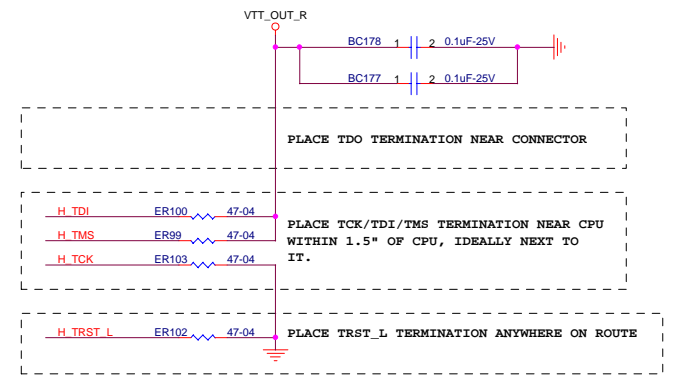 VTT_OUT_R
BC178 1 2 0.1uF-25V
BC177 1 2 0.1uF-25V
PLACE TDO TERMINATION NEAR CONNECTOR
H_TDI ER100 47-04
H_TMS ER99 47-04
H_TCK ER103 47-04
PLACE TCK/TDI/TMS TERMINATION NEAR CPU
WITHIN 1.5" OF CPU, IDEALLY NEXT TO
IT.
H_TRST_L ER102 47-04
PLACE TRST_L TERMINATION ANYWHERE ON ROUTE